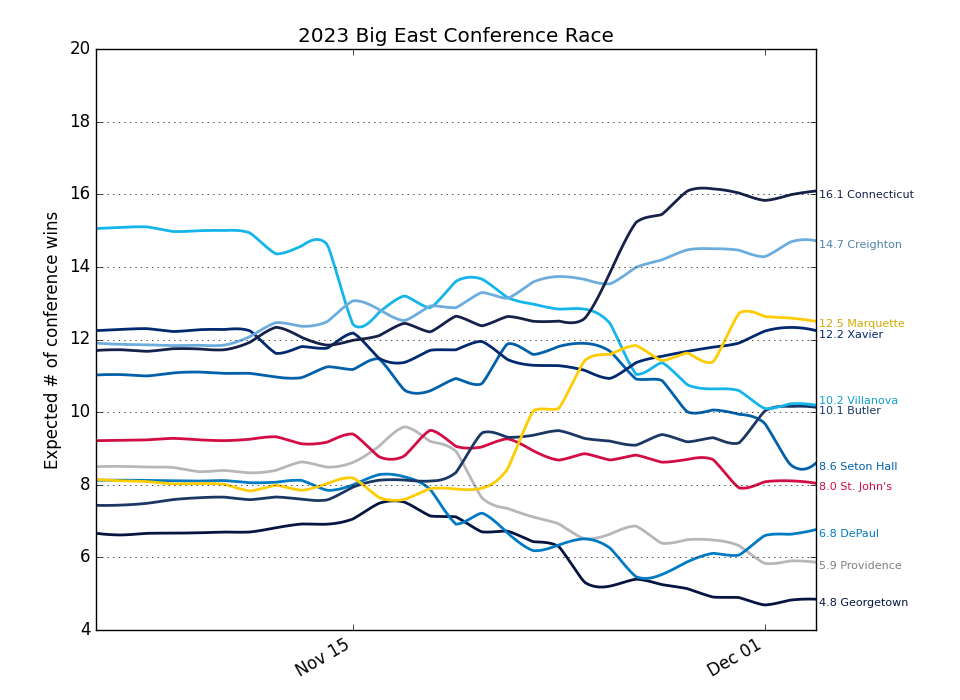 2023 Big East Conference Race
Expected # of conference wins
20
18
16
14
12
10
8
6
4
Nov 15
Dec 01
16.1 Connecticut
14.7 Creighton
12.5 Marquette
12.2 Xavier
10.2 Villanova
10.1 Butler
8.6 Seton Hall
8.0 St. John's
6.8 DePaul
5.9 Providence
4.8 Georgetown